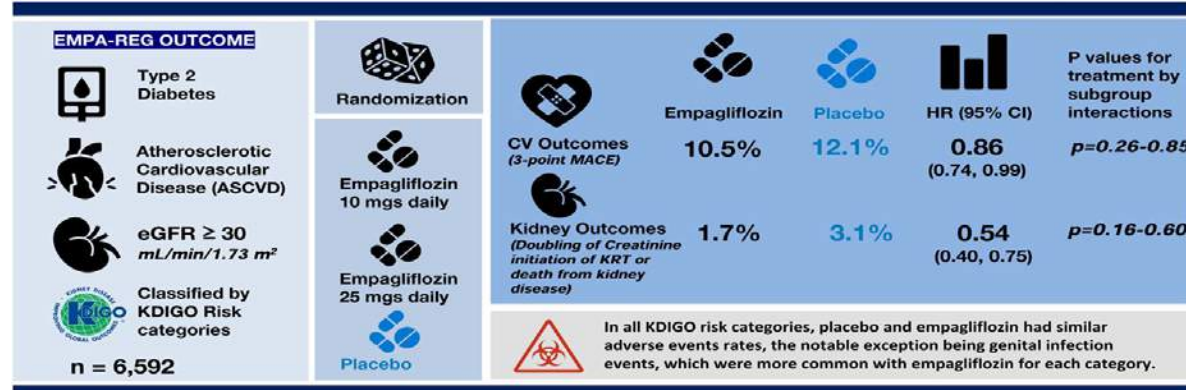 EMPA-REG OUTCOME
Type 2
Diabetes
Atherosclerotic
Cardiovascular
Disease (ASCVD)
eGFR ≥ 30
mL/min/1.73 m²
KDIGO
Classified by
KDIGO Risk
categories
n = 6,592
Randomization
Empagliflozin
10 mgs daily
Empagliflozin
25 mgs daily
Placebo
Empagliflozin
Placebo
HR (95% CI)
P values for
treatment by
subgroup
interactions
CV Outcomes
(3-point MACE)
10.5%
12.1%
0.86
(0.74, 0.99)
p=0.26-0.85
Kidney Outcomes
(Doubling of Creatinine
initiation of KRT or
death from kidney
disease)
1.7%
3.1%
0.54
(0.40, 0.75)
p=0.16-0.60
In all KDIGO risk categories, placebo and empagliflozin had similar
adverse events rates, the notable exception being genital infection
events, which were more common with empagliflozin for each category.